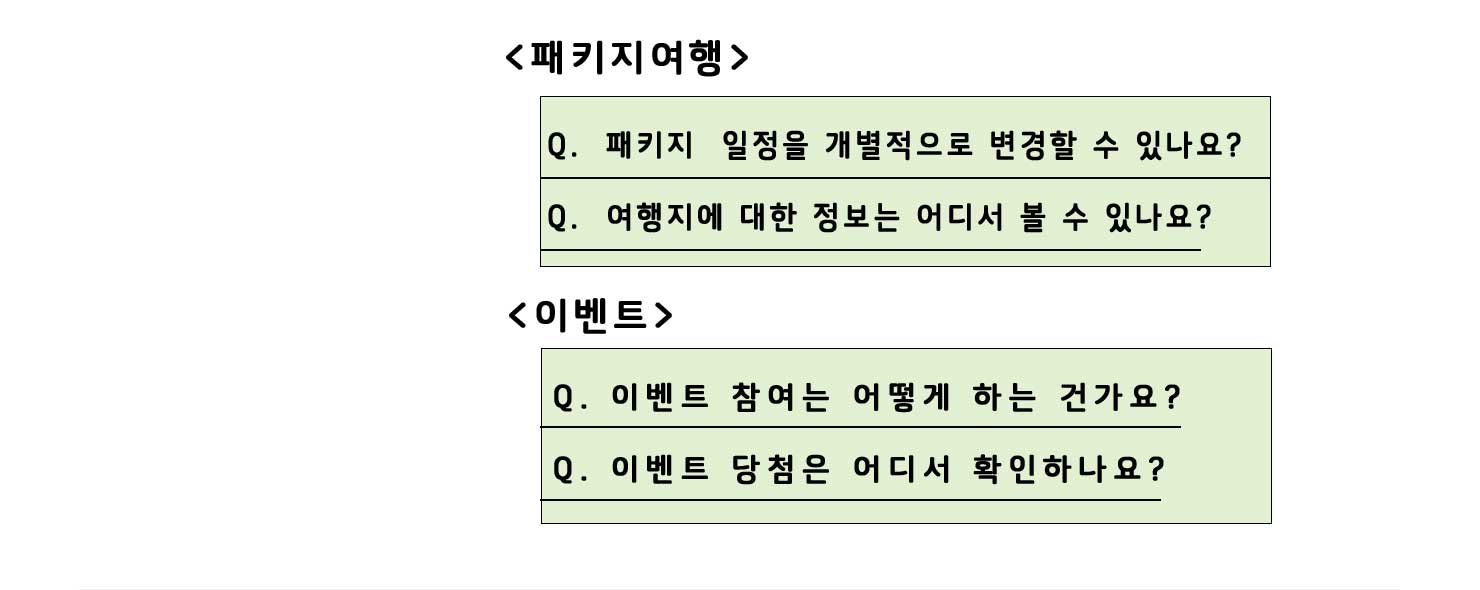 <패키지여행>
Q. 패키지 일정을 개별적으로 변경할 수 있나요?
Q. 여행지에 대한 정보는 어디서 볼 수 있나요?
<이벤트>
Q. 이벤트 참여는 어떻게 하는 건가요?
Q. 이벤트 당첨은 어디서 확인하나요?